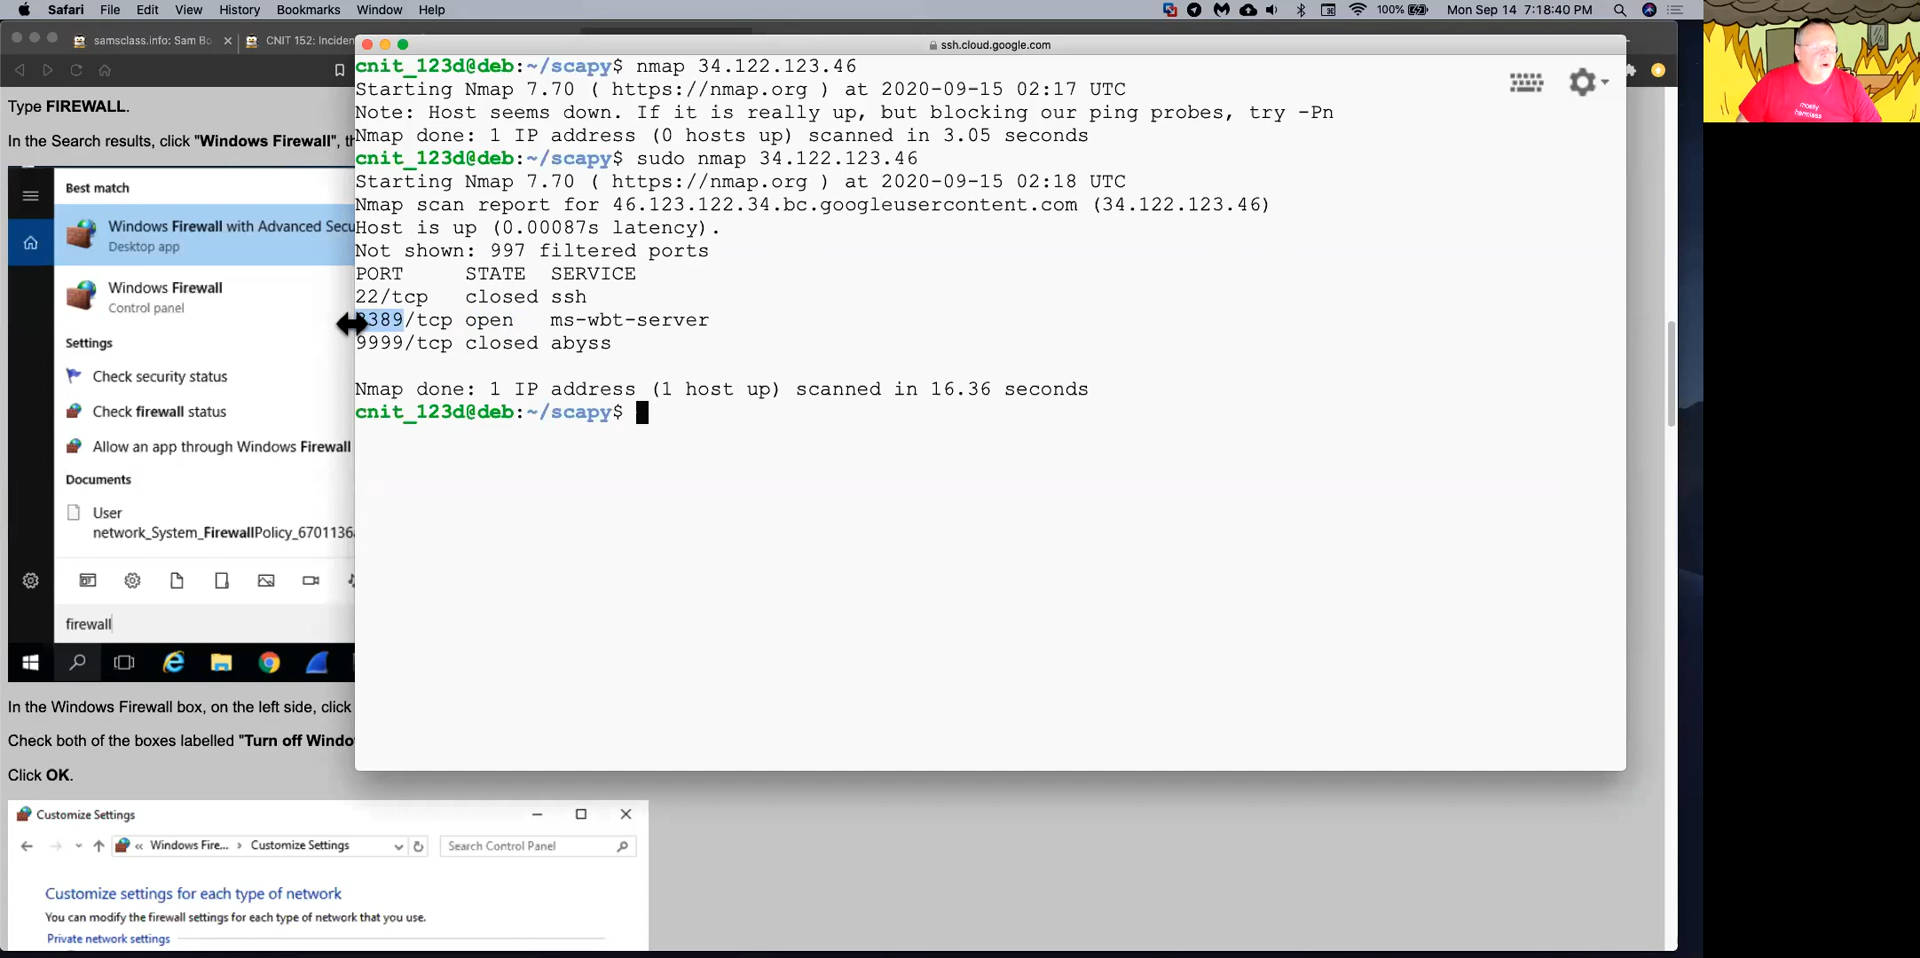 Safari File Edit View History Bookmarks Window Help
100% Mon Sep 14 7:18:40 PM
samsclass.info: Sam Bo
CNIT 152: Inciden
ssh.cloud.google.com
Type FIREWALL.
In the Search results, click "Windows Firewall", th
Best match
Windows Firewall with Advanced Secu
Desktop app
Windows Firewall
Control panel
Settings
Check security status
Check firewall status
Allow an app through Windows Firewall
Documents
User
network_System_FirewallPolicy_6701136a
firewall
In the Windows Firewall box, on the left side, click
Check both of the boxes labelled "Turn off Windo
Click OK.
Customize Settings
Windows Fire... Customize Settings
Search Control Panel
Customize settings for each type of network
You can modify the firewall settings for each type of network that you use.
Private network settings
cnit_123d@deb:~/scapy$ nmap 34.122.123.46
Starting Nmap 7.70 ( https://nmap.org ) at 2020-09-15 02:17 UTC
Note: Host seems down. If it is really up, but blocking our ping probes, try -Pn
Nmap done: 1 IP address (0 hosts up) scanned in 3.05 seconds
cnit_123d@deb:~/scapy$ sudo nmap 34.122.123.46
Starting Nmap 7.70 ( https://nmap.org ) at 2020-09-15 02:18 UTC
Nmap scan report for 46.123.122.34.bc.googleusercontent.com (34.122.123.46)
Host is up (0.00087s latency).
Not shown: 997 filtered ports
PORT STATE SERVICE
22/tcp closed ssh
3389/tcp open ms-wbt-server
9999/tcp closed abyss
Nmap done: 1 IP address (1 host up) scanned in 16.36 seconds
cnit_123d@deb:~/scapy$
mostly
harmless